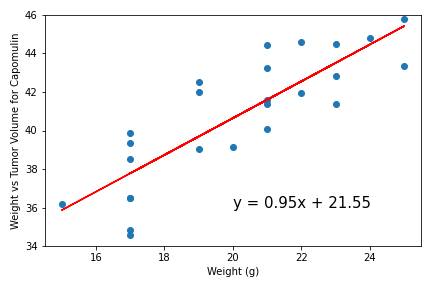 46
44
42
40
38
36
34
Weight vs Tumor Volume for Capomulin
y = 0.95x + 21.55
16 18 20 22 24
Weight (g)